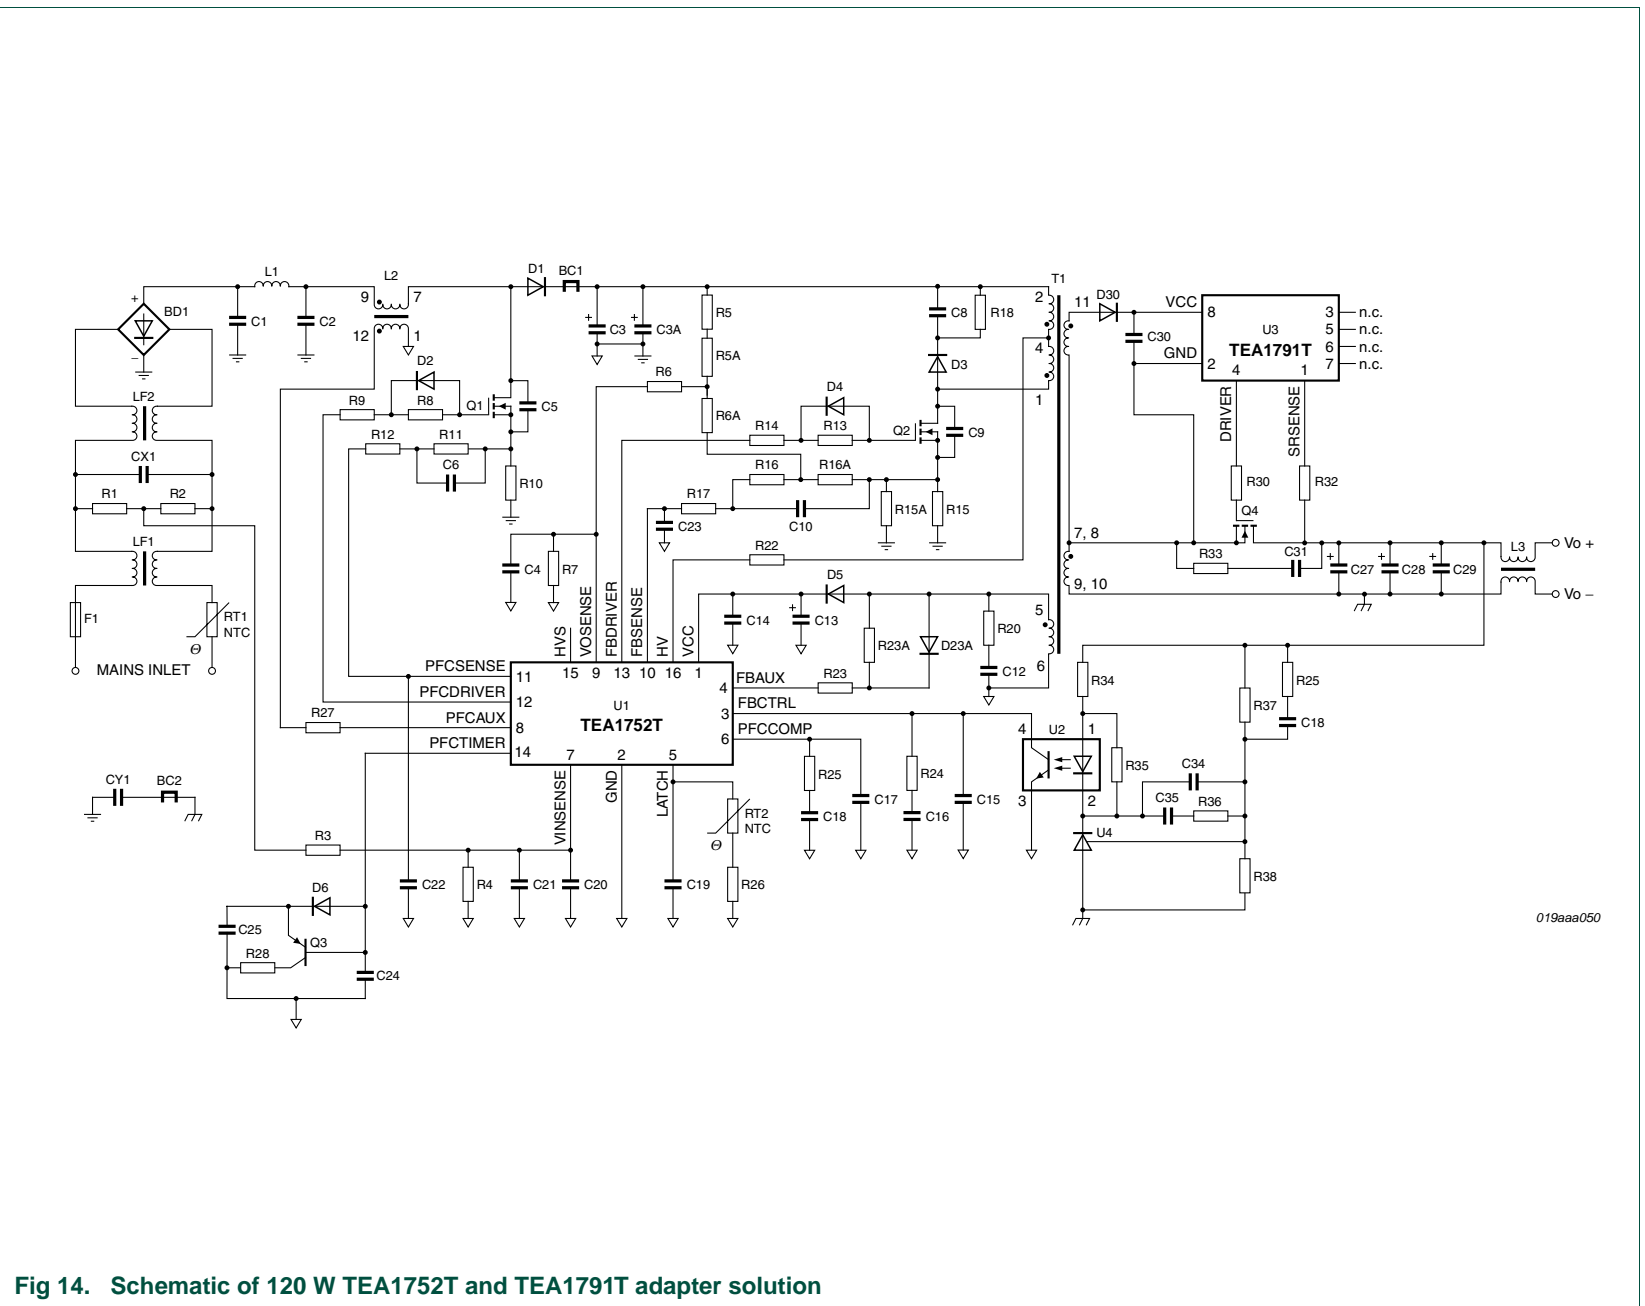 L1
L2
D1
BC1
T1
9
7
2
11
D30
VCC
8
3
n.c.
+
BD1
C1
C2
+
C3
+
C3A
R5
C8
R18
U3
5
n.c.
12
1
C30
TEA1791T
6
n.c.
−
R5A
4
GND
2
7
n.c.
D2
D3
4
1
LF2
R6
D4
1
R9
R8
Q1
C5
R6A
DRIVER
SRSENSE
R12
R11
R14
R13
Q2
C9
CX1
C6
R16
R16A
R10
R30
R32
R1
R2
R17
R15A
R15
Q4
C23
C10
7, 8
LF1
R22
L3
Vo +
R33
C31
+
C27
+
C28
+
C29
C4
R7
D5
9, 10
Vo −
F1
RT1
NTC
Θ
HVS
VOSENSE
FBDRIVER
FBSENSE
HV
VCC
C14
+
C13
5
R20
R23A
D23A
MAINS INLET
PFCSENSE
11
15
9
13
10
16
1
FBAUX
R23
C12
6
4
R34
R25
PFCDRIVER
12
U1
FBCTRL
3
R37
R27
PFCAUX
8
TEA1752T
PFCCOMP
6
4
U2
1
C18
PFCTIMER
14
7
2
5
R35
CY1
BC2
VINSENSE
GND
LATCH
R25
R24
C34
RT2
NTC
Θ
C17
C15
3
2
C35
R36
C18
C16
R3
U4
C22
R4
C21
C20
C19
R26
R38
D6
C25
Q3
R28
C24
019aaa050
Fig 14. Schematic of 120 W TEA1752T and TEA1791T adapter solution